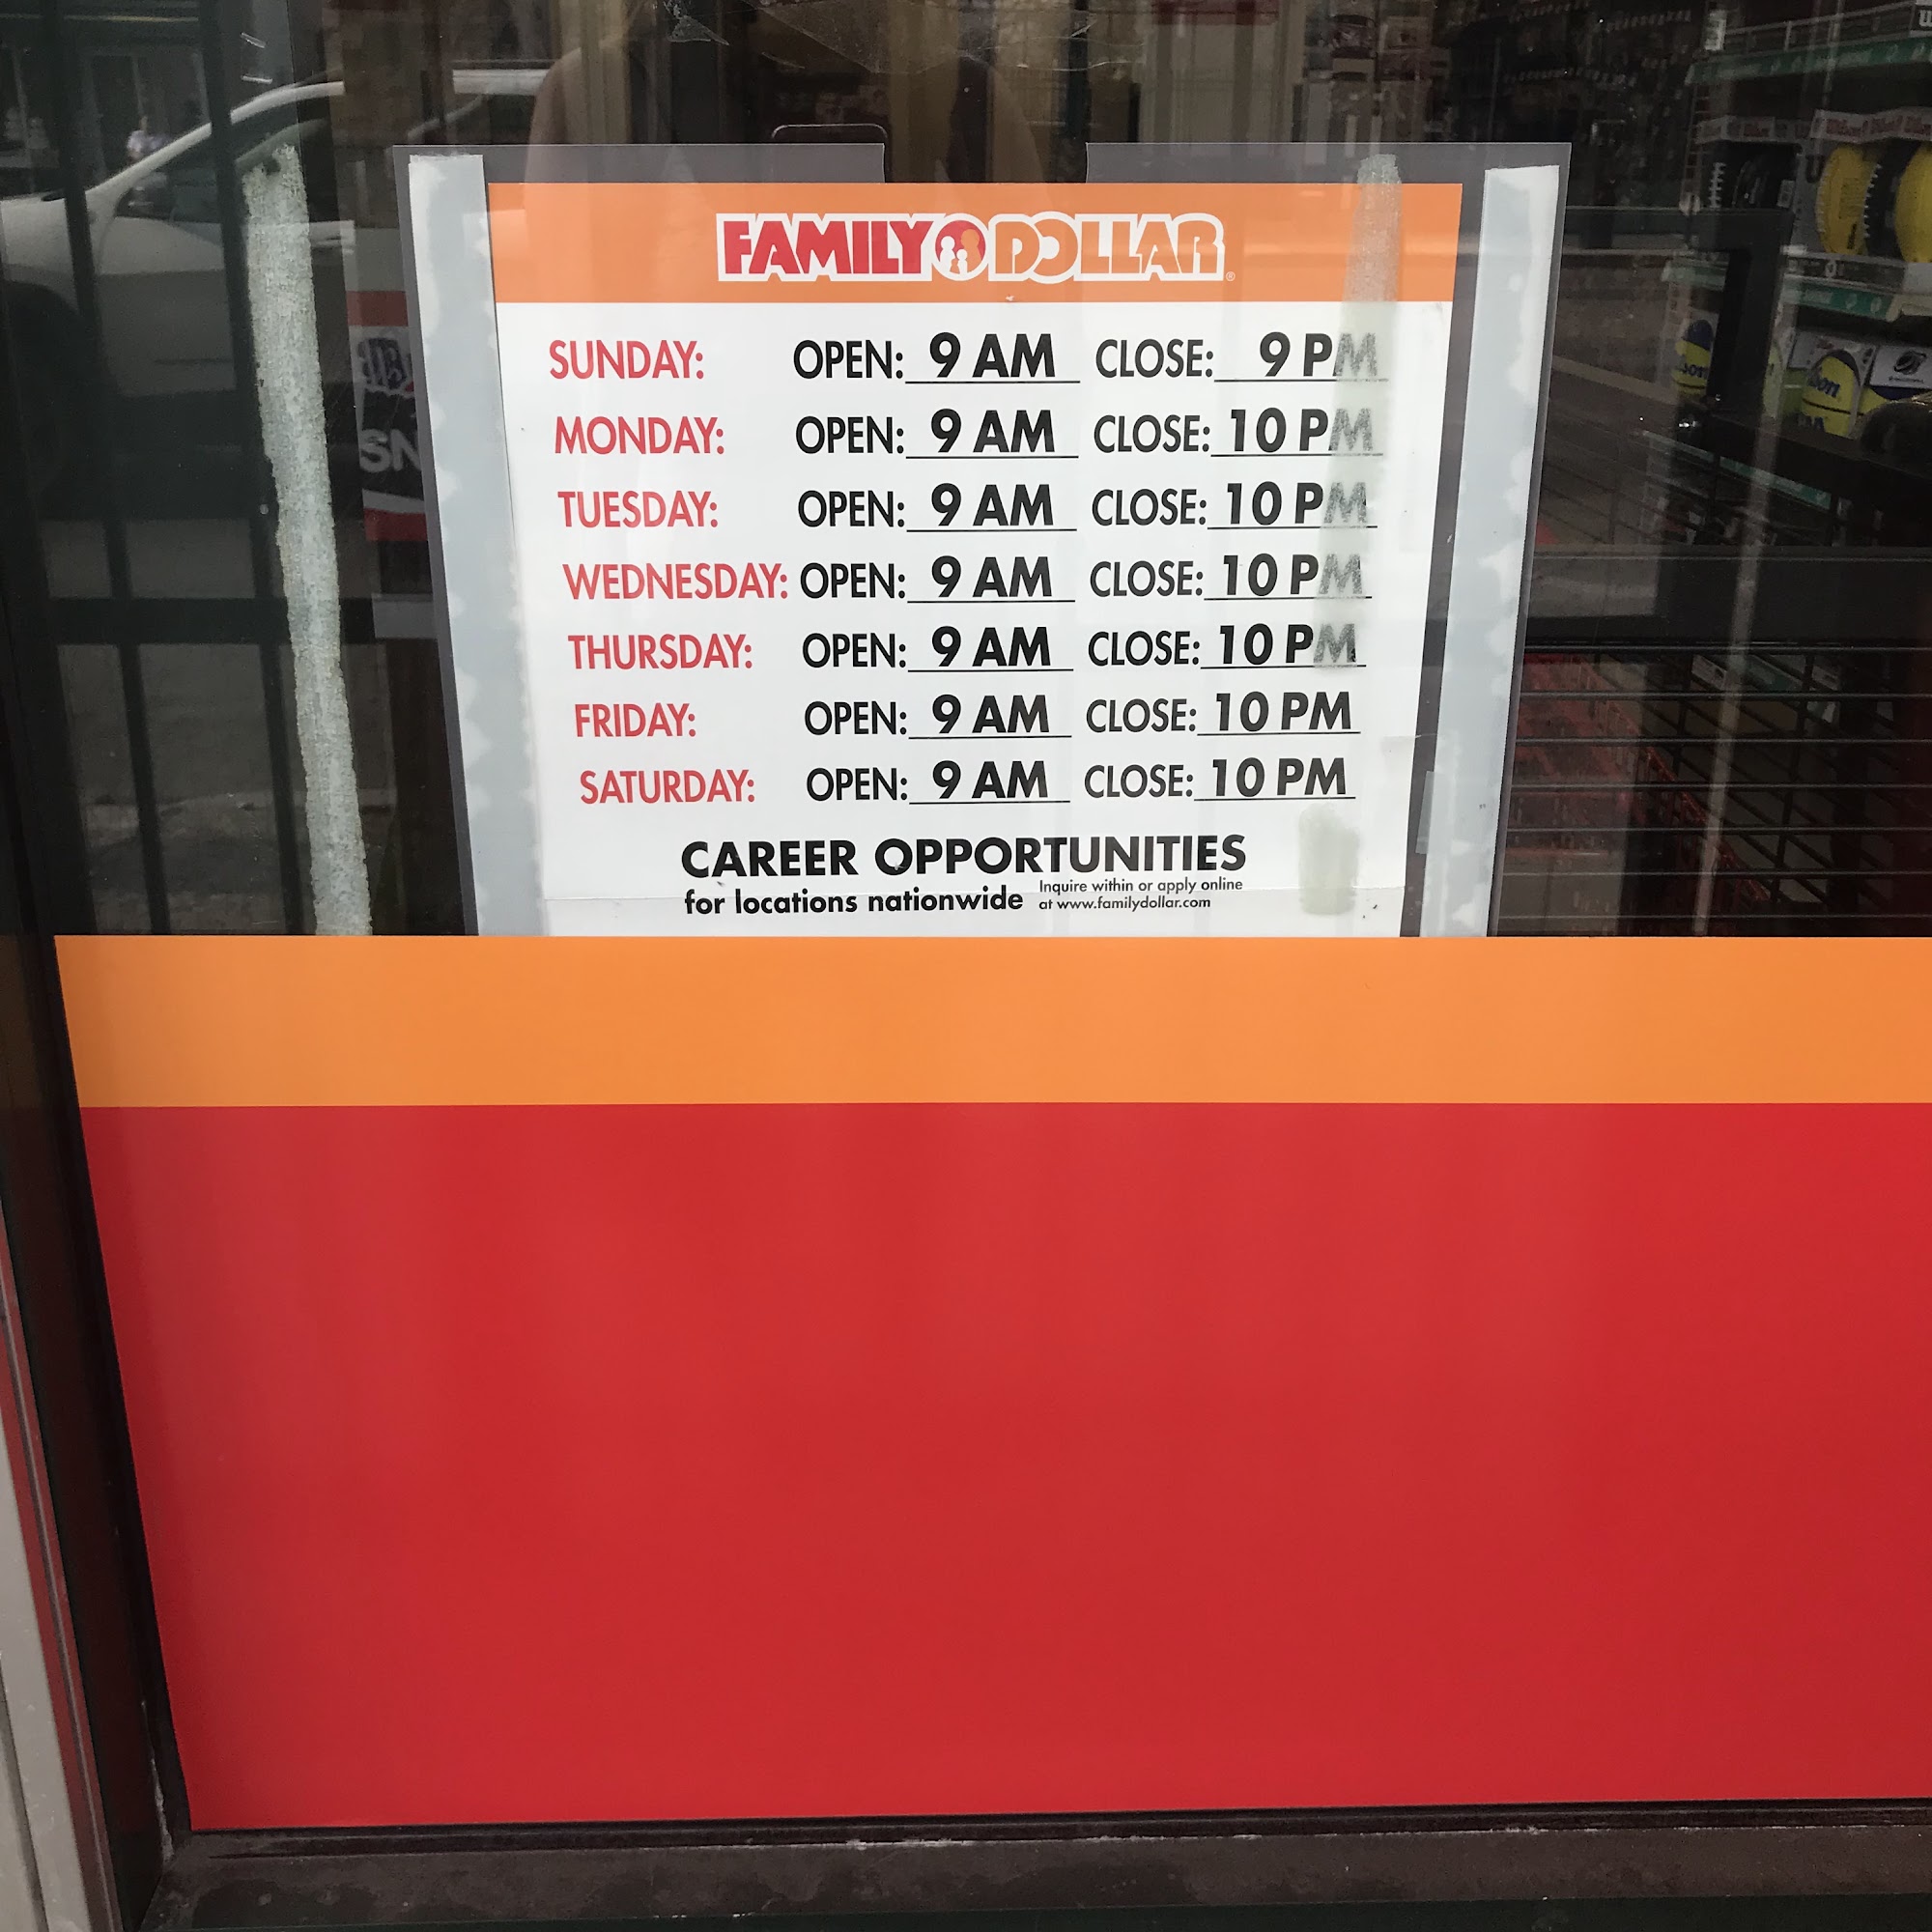 FAMILY DOLLAR®
SUNDAY: OPEN: 9 AM CLOSE: 9 PM
MONDAY: OPEN: 9 AM CLOSE: 10 PM
TUESDAY: OPEN: 9 AM CLOSE: 10 PM
WEDNESDAY: OPEN: 9 AM CLOSE: 10 PM
THURSDAY: OPEN: 9 AM CLOSE: 10 PM
FRIDAY: OPEN: 9 AM CLOSE: 10 PM
SATURDAY: OPEN: 9 AM CLOSE: 10 PM
CAREER OPPORTUNITIES
for locations nationwide
Inquire within or apply online
at www.familydollar.com
SN